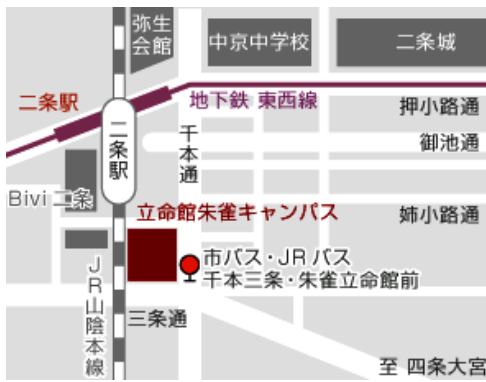 弥生
会館
中京中学校
二条城
二条駅
地下鉄 東西線
押小路通
千本通
二条駅
御池通
Bivi 二条
立命館朱雀キャンパス
姉小路通
市バス・JR バス
千本三条・朱雀立命館前
JR山陰本線
三条通
至 四条大宮